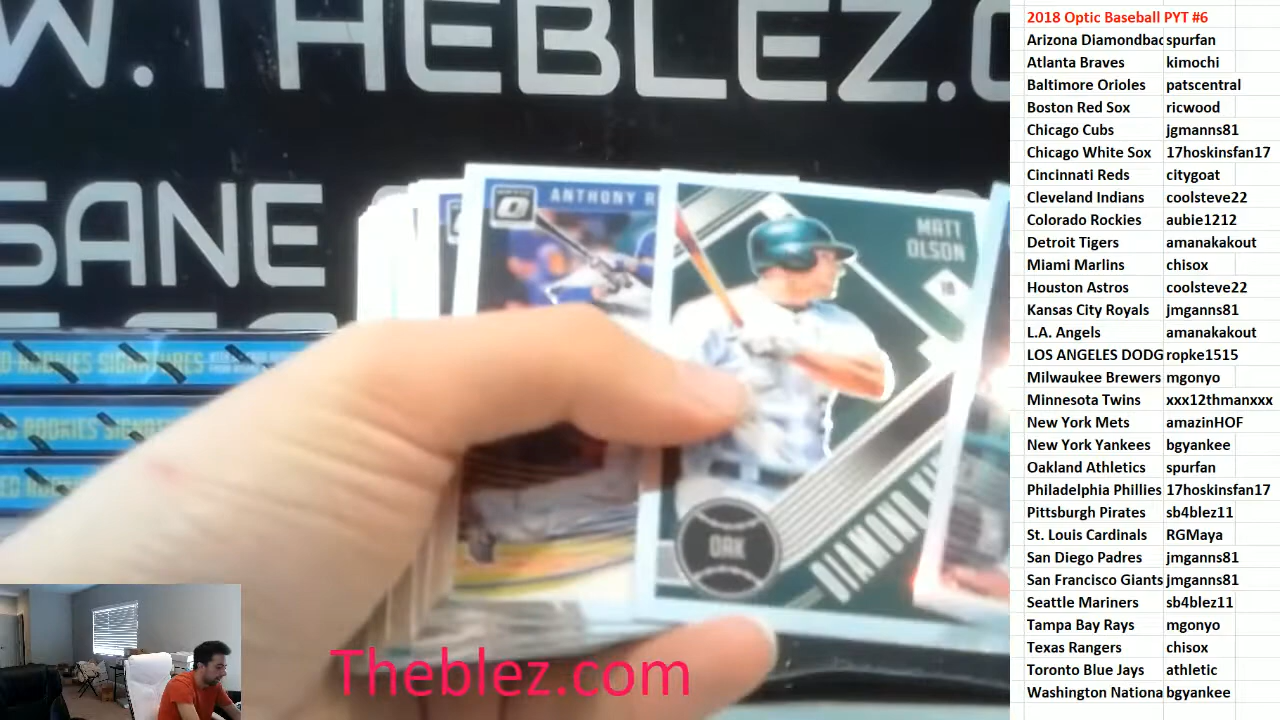 W.THEBLEZ.C
SANE
ANTHONY R
MATT
OLSON
OAK
DIAMOND
ED ROOKIES SIGNATURES
Theblez.com
2018 Optic Baseball PYT #6
Arizona Diamondbac spurfan
Atlanta Braves kimochi
Baltimore Orioles patscentral
Boston Red Sox ricwood
Chicago Cubs jgmanns81
Chicago White Sox 17hoskinsfan17
Cincinnati Reds citygoat
Cleveland Indians coolsteve22
Colorado Rockies aubie1212
Detroit Tigers amanakakout
Miami Marlins chisox
Houston Astros coolsteve22
Kansas City Royals jmganns81
L.A. Angels amanakakout
LOS ANGELES DODG ropke1515
Milwaukee Brewers mgonyo
Minnesota Twins xxx12thmanxxx
New York Mets amazinHOF
New York Yankees bgyankee
Oakland Athletics spurfan
Philadelphia Phillies 17hoskinsfan17
Pittsburgh Pirates sb4blez11
St. Louis Cardinals RGMaya
San Diego Padres jmganns81
San Francisco Giants jmganns81
Seattle Mariners sb4blez11
Tampa Bay Rays mgonyo
Texas Rangers chisox
Toronto Blue Jays athletic
Washington Nationa bgyankee